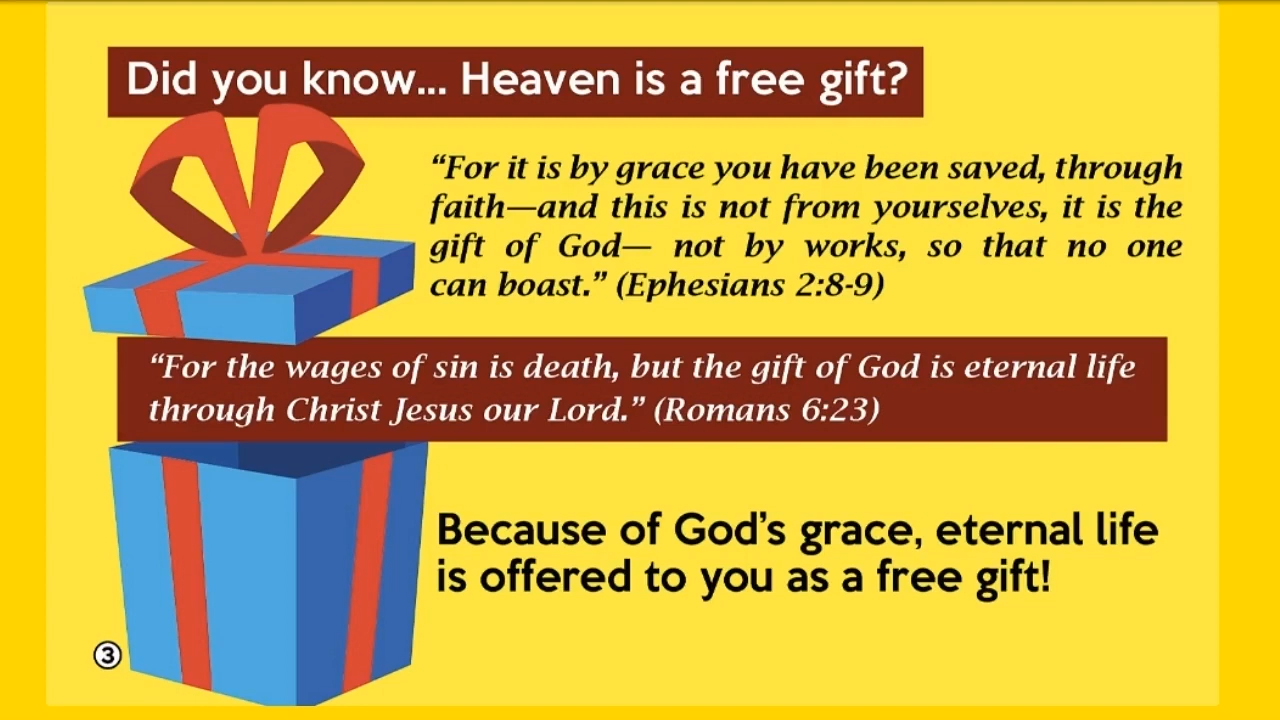 Did you know... Heaven is a free gift?
“For it is by grace you have been saved, through
faith—and this is not from yourselves, it is the
gift of God— not by works, so that no one
can boast.” (Ephesians 2:8-9)
“For the wages of sin is death, but the gift of God is eternal life
through Christ Jesus our Lord.” (Romans 6:23)
Because of God’s grace, eternal life
is offered to you as a free gift!
3